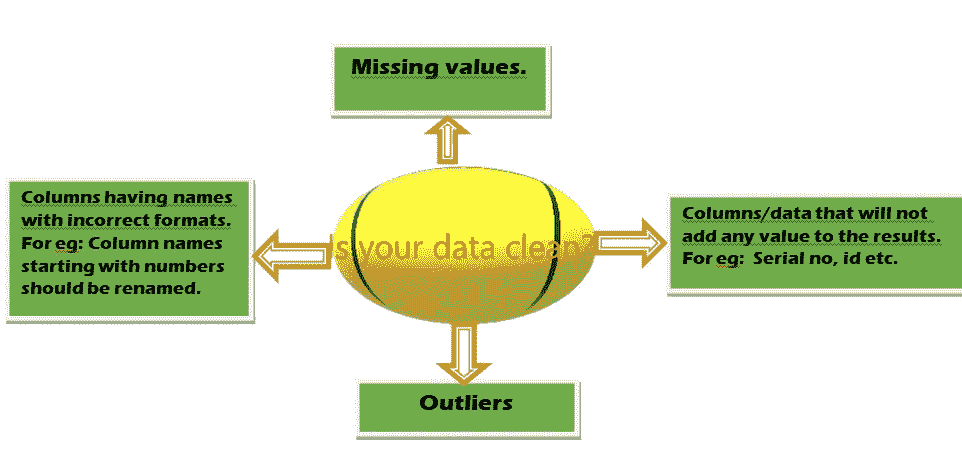 Missing values.
Columns having names
with incorrect formats.
For eg: Column names
starting with numbers
should be renamed.
Is your data clean?
Columns/data that will not
add any value to the results.
For eg:  Serial no, id etc.
Outliers